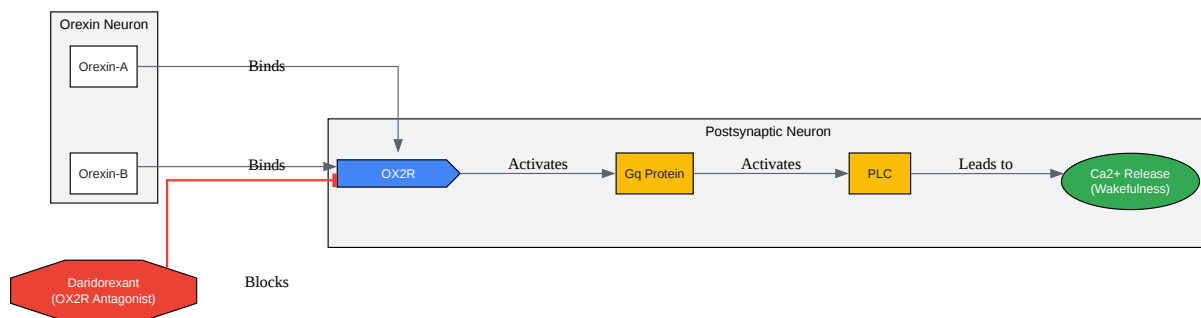 Orexin Neuron
Orexin-A
Binds
Postsynaptic Neuron
Orexin-B
Binds
OX2R
Activates
Gq Protein
Activates
PLC
Leads to
Ca2+ Release
(Wakefulness)
Daridorexant
(OX2R Antagonist)
Blocks